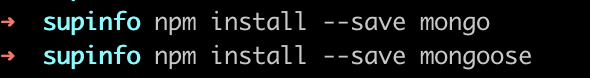 ➜ supinfo npm install --save mongo
➜ supinfo npm install --save mongoose